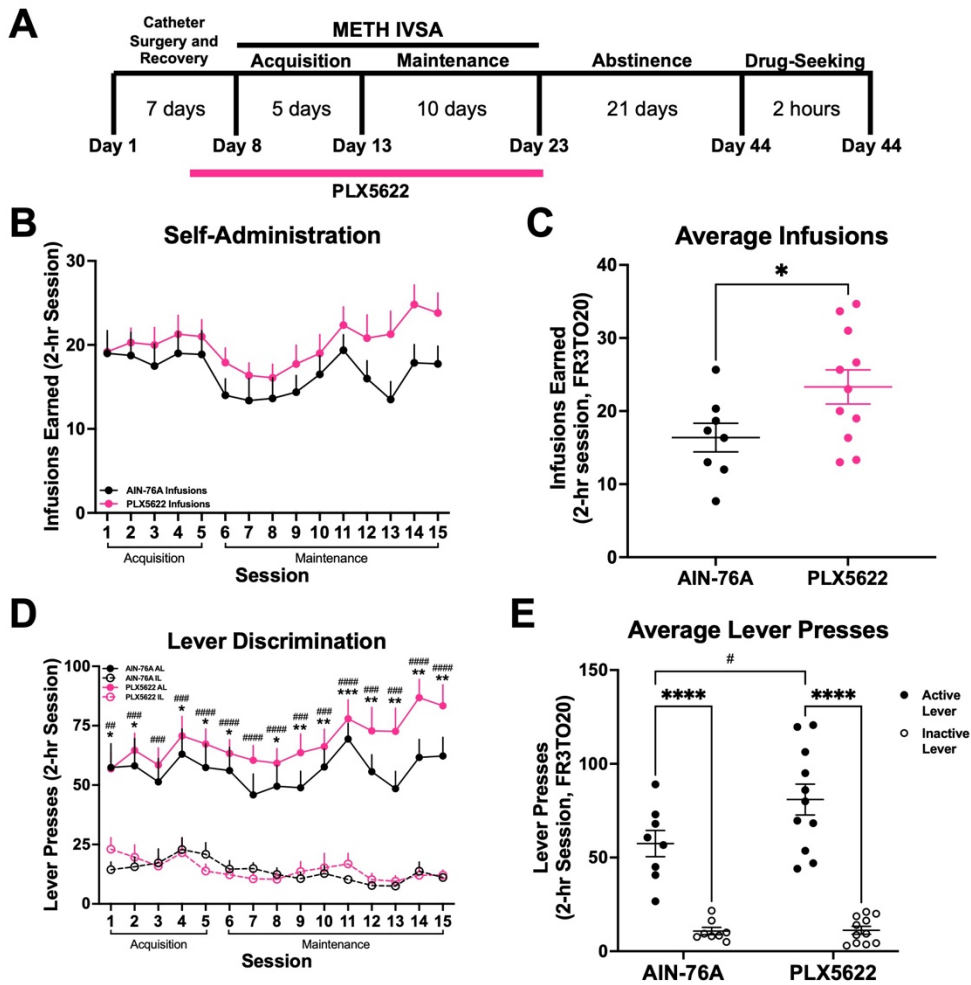 A
Catheter
Surgery and
Recovery
METH IVSA
Acquisition
Maintenance
Abstinence
Drug-Seeking
7 days
5 days
10 days
21 days
2 hours
Day 1
Day 8
Day 13
Day 23
Day 44
Day 44
PLX5622
B
Self-Administration
Infusions Earned (2-hr Session)
30
20
10
0
AIN-76A Infusions
PLX5622 Infusions
1 2 3 4 5 6 7 8 9 10 11 12 13 14 15
Acquisition
Maintenance
Session
C
Average Infusions
*
Infusions Earned
(2-hr session, FR3TO20)
40
30
20
10
0
AIN-76A
PLX5622
D
Lever Discrimination
Lever Presses (2-hr Session)
100
75
50
25
0
AIN-76A AL
AIN-76A IL
PLX5622 AL
PLX5622 IL
##
*
###
*
###
###
*
####
*
####
*
####
####
*
###
**
###
**
####
***
###
**
###
**
####
**
####
**
1 2 3 4 5 6 7 8 9 10 11 12 13 14 15
Acquisition
Maintenance
Session
E
Average Lever Presses
#
****
****
Active
Lever
Inactive
Lever
Lever Presses
(2-hr Session, FR3TO20)
150
100
50
0
AIN-76A
PLX5622